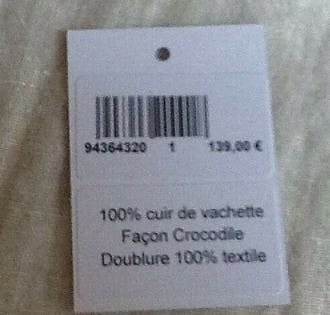 94364320 1 139,00 €
100% cuir de vachette
Façon Crocodile
Doublure 100% textile